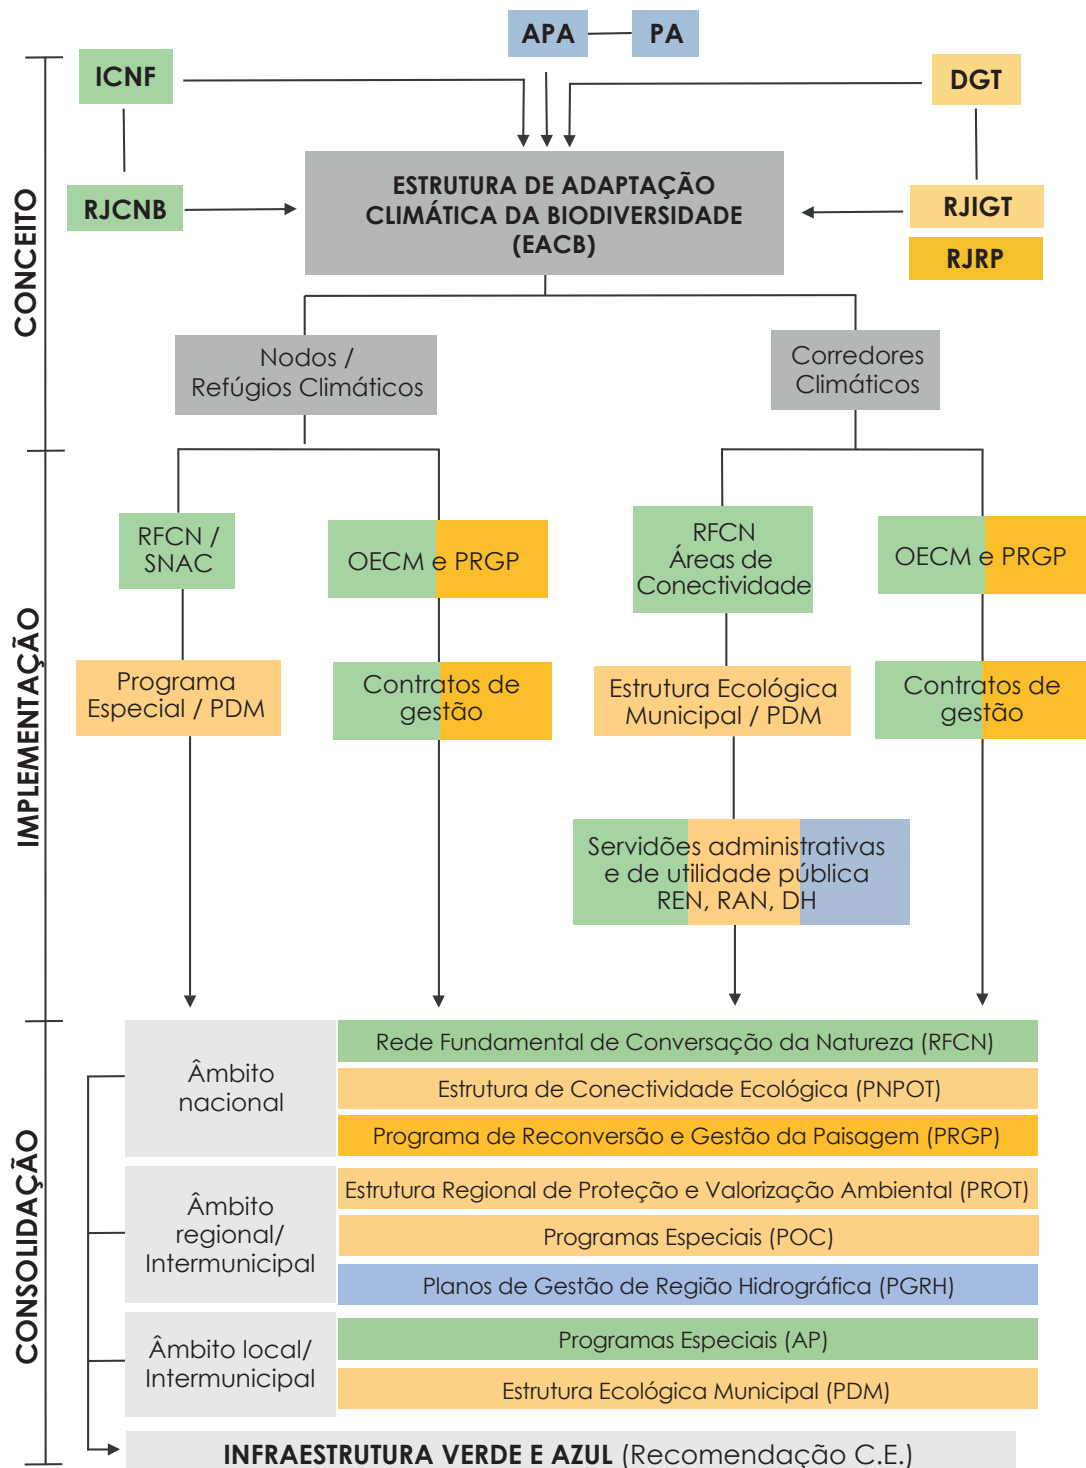 APA
PA
ICNF
DGT
CONCEITO
RJCNB
ESTRUTURA DE ADAPTAÇÃO
CLIMÁTICA DA BIODIVERSIDADE
(EACB)
RJIGT
RJRP
Nodos /
Refúgios Climáticos
Corredores
Climáticos
IMPLEMENTAÇÃO
RFCN /
SNAC
OECM e PRGP
RFCN
Áreas de
Conectividade
OECM e PRGP
Programa
Especial / PDM
Contratos de
gestão
Estrutura Ecológica
Municipal / PDM
Contratos de
gestão
Servidões administrativas
e de utilidade pública
REN, RAN, DH
CONSOLIDAÇÃO
Âmbito
nacional
Rede Fundamental de Conversação da Natureza (RFCN)
Estrutura de Conectividade Ecológica (PNPOT)
Programa de Reconversão e Gestão da Paisagem (PRGP)
Âmbito
regional/
Intermunicipal
Estrutura Regional de Proteção e Valorização Ambiental (PROT)
Programas Especiais (POC)
Planos de Gestão de Região Hidrográfica (PGRH)
Âmbito local/
Intermunicipal
Programas Especiais (AP)
Estrutura Ecológica Municipal (PDM)
INFRAESTRUTURA VERDE E AZUL (Recomendação C.E.)